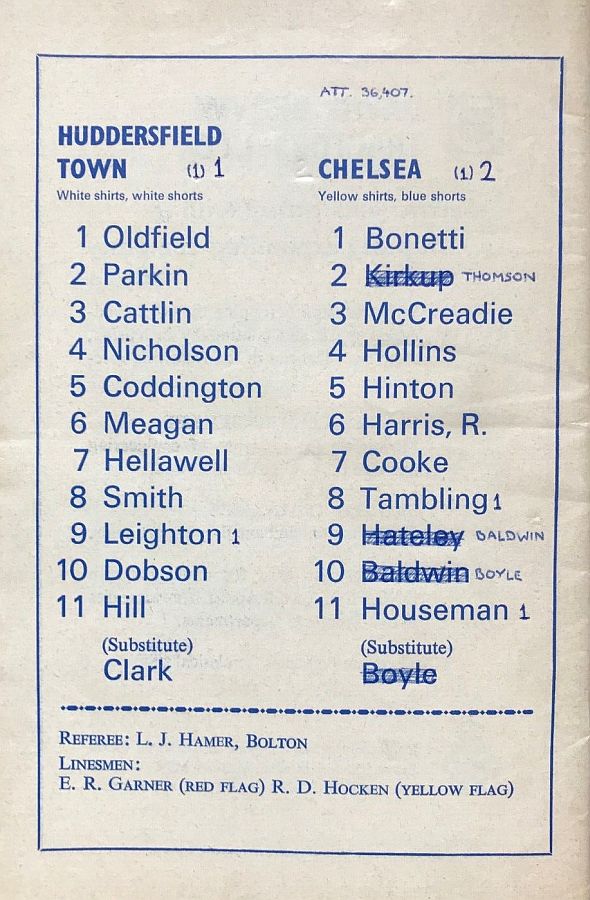 ATT. 36,407.
HUDDERSFIELD
TOWN (1) 1
White shirts, white shorts
1 Oldfield
2 Parkin
3 Cattlin
4 Nicholson
5 Coddington
6 Meagan
7 Hellawell
8 Smith
9 Leighton 1
10 Dobson
11 Hill
(Substitute)
Clark
CHELSEA (1) 2
Yellow shirts, blue shorts
1 Bonetti
2 Kirkup THOMSON
3 McCreadie
4 Hollins
5 Hinton
6 Harris, R.
7 Cooke
8 Tambling 1
9 Hateley BALDWIN
10 Baldwin BOYLE
11 Houseman 1
(Substitute)
Boyle
REFEREE: L. J. HAMER, BOLTON
LINESMEN:
E. R. GARNER (RED FLAG) R. D. HOCKEN (YELLOW FLAG)